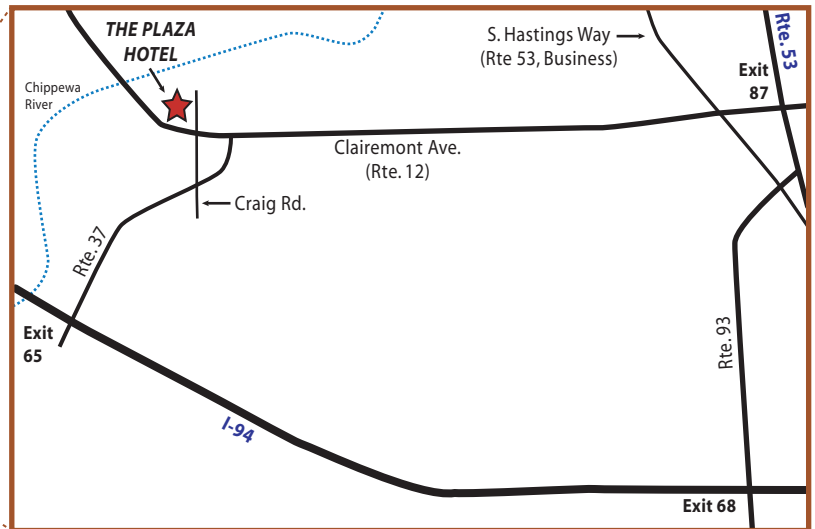 THE PLAZA
HOTEL
S. Hastings Way
(Rte 53, Business)
Rte. 53
Exit
87
Chippewa
River
Clairemont Ave.
(Rte. 12)
Craig Rd.
Rte. 37
Exit
65
Rte. 93
I-94
Exit 68